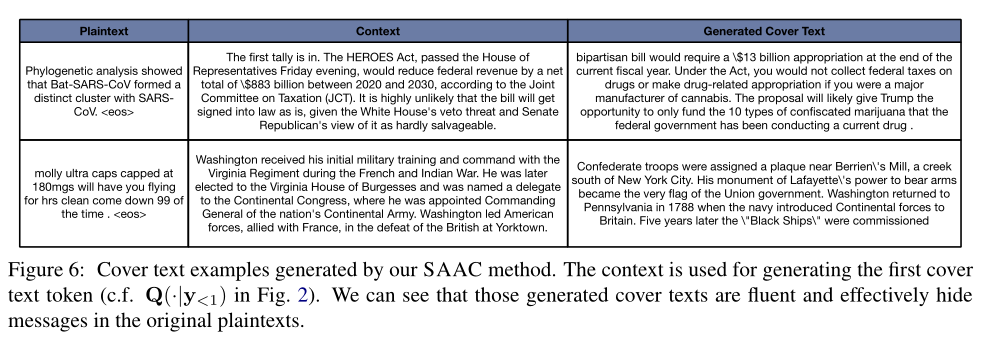 Plaintext
Context
Generated Cover Text
Phylogenetic analysis showed
that Bat-SARS-CoV formed a
distinct cluster with SARS-
CoV. <eos>
The first tally is in. The HEROES Act, passed the House of
Representatives Friday evening, would reduce federal revenue by a net
total of \$883 billion between 2020 and 2030, according to the Joint
Committee on Taxation (JCT). It is highly unlikely that the bill will get
signed into law as is, given the White House's veto threat and Senate
Republican's view of it as hardly salvageable.
bipartisan bill would require a \$13 billion appropriation at the end of the
current fiscal year. Under the Act, you would not collect federal taxes on
drugs or make drug-related appropriation if you were a major
manufacturer of cannabis. The proposal will likely give Trump the
opportunity to only fund the 10 types of confiscated marijuana that the
federal government has been conducting a current drug .
molly ultra caps capped at
180mgs will have you flying
for hrs clean come down 99 of
the time . <eos>
Washington received his initial military training and command with the
Virginia Regiment during the French and Indian War. He was later
elected to the Virginia House of Burgesses and was named a delegate
to the Continental Congress, where he was appointed Commanding
General of the nation's Continental Army. Washington led American
forces, allied with France, in the defeat of the British at Yorktown.
Confederate troops were assigned a plaque near Berrien\'s Mill, a creek
south of New York City. His monument of Lafayette\'s power to bear arms
became the very flag of the Union government. Washington returned to
Pennsylvania in 1788 when the navy introduced Continental forces to
Britain. Five years later the \"Black Ships\" were commissioned
Figure 6: Cover text examples generated by our SAAC method. The context is used for generating the first cover
text token (c.f. Q(·|y<1) in Fig. 2). We can see that those generated cover texts are fluent and effectively hide
messages in the original plaintexts.